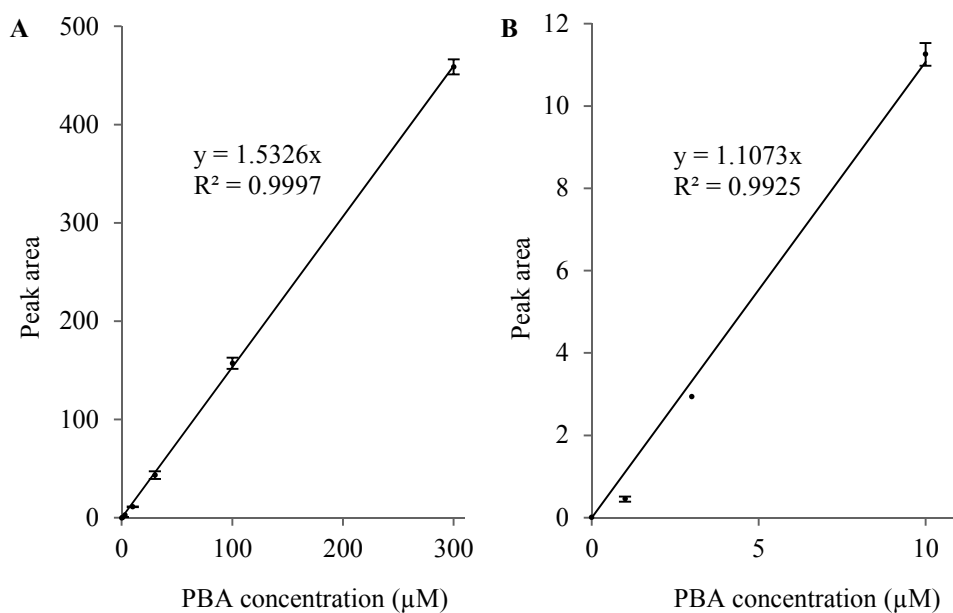 A
500
400
300
200
100
0
Peak area
y = 1.5326x
R² = 0.9997
0 100 200 300
PBA concentration (µM)
B
12
10
8
6
4
2
0
Peak area
y = 1.1073x
R² = 0.9925
0 5 10
PBA concentration (µM)